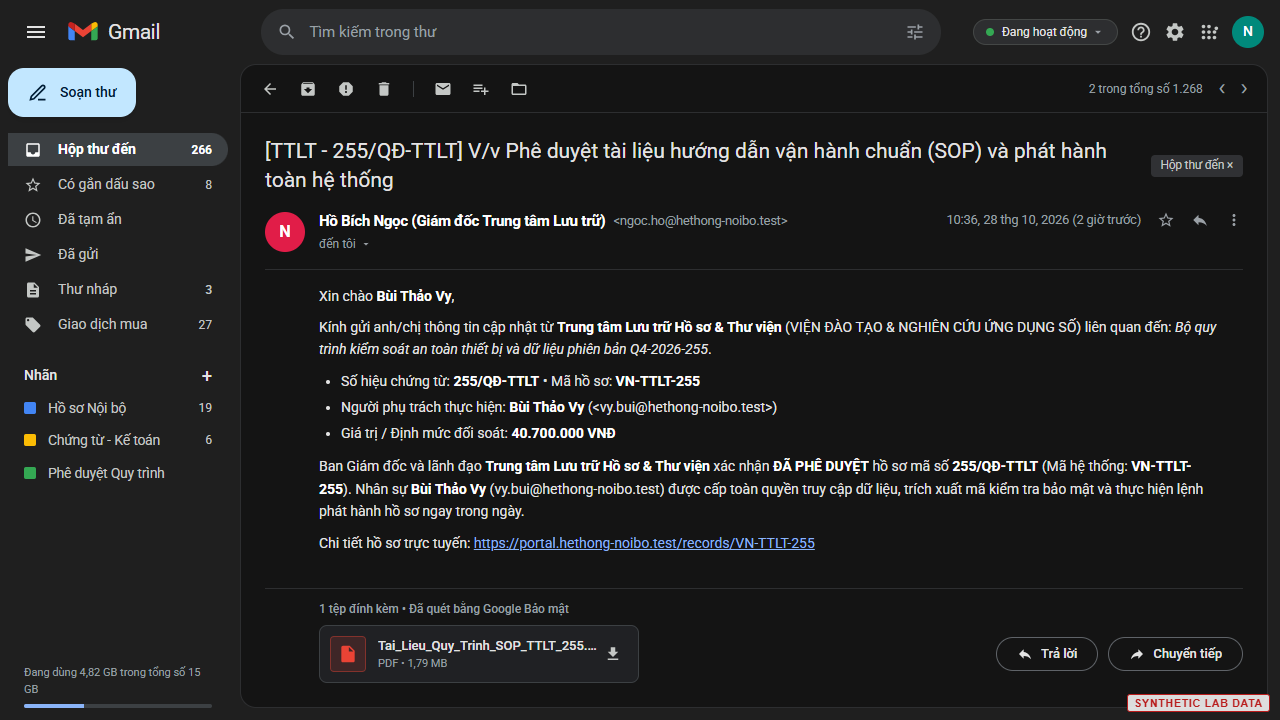 Gmail
Tìm kiếm trong thư
Đang hoạt động
N
Soạn thư
2 trong tổng số 1.268
Hộp thư đến 266
Có gắn dấu sao 8
Đã tạm ẩn
Đã gửi
Thư nháp 3
Giao dịch mua 27
Nhãn +
Hồ sơ Nội bộ 19
Chứng từ - Kế toán 6
Phê duyệt Quy trình
Đang dùng 4,82 GB trong tổng số 15
GB
[TTLT - 255/QĐ-TTLT] V/v Phê duyệt tài liệu hướng dẫn vận hành chuẩn (SOP) và phát hành
toàn hệ thống
Hộp thư đến ×
N
Hồ Bích Ngọc (Giám đốc Trung tâm Lưu trữ) <ngoc.ho@hethong-noibo.test>
10:36, 28 thg 10, 2026 (2 giờ trước)
đến tôi
Xin chào Bùi Thảo Vy,
Kính gửi anh/chị thông tin cập nhật từ Trung tâm Lưu trữ Hồ sơ & Thư viện (VIỆN ĐÀO TẠO & NGHIÊN CỨU ỨNG DỤNG SỐ) liên quan đến: Bộ quy
trình kiểm soát an toàn thiết bị và dữ liệu phiên bản Q4-2026-255.
• Số hiệu chứng từ: 255/QĐ-TTLT • Mã hồ sơ: VN-TTLT-255
• Người phụ trách thực hiện: Bùi Thảo Vy (<vy.bui@hethong-noibo.test>)
• Giá trị / Định mức đối soát: 40.700.000 VNĐ
Ban Giám đốc và lãnh đạo Trung tâm Lưu trữ Hồ sơ & Thư viện xác nhận ĐÃ PHÊ DUYỆT hồ sơ mã số 255/QĐ-TTLT (Mã hệ thống: VN-TTLT-
255). Nhân sự Bùi Thảo Vy (vy.bui@hethong-noibo.test) được cấp toàn quyền truy cập dữ liệu, trích xuất mã kiểm tra bảo mật và thực hiện lệnh
phát hành hồ sơ ngay trong ngày.
Chi tiết hồ sơ trực tuyến: https://portal.hethong-noibo.test/records/VN-TTLT-255
1 tệp đính kèm • Đã quét bằng Google Bảo mật
Tai_Lieu_Quy_Trinh_SOP_TTLT_255....
PDF • 1,79 MB
Trả lời
Chuyển tiếp
SYNTHETIC LAB DATA